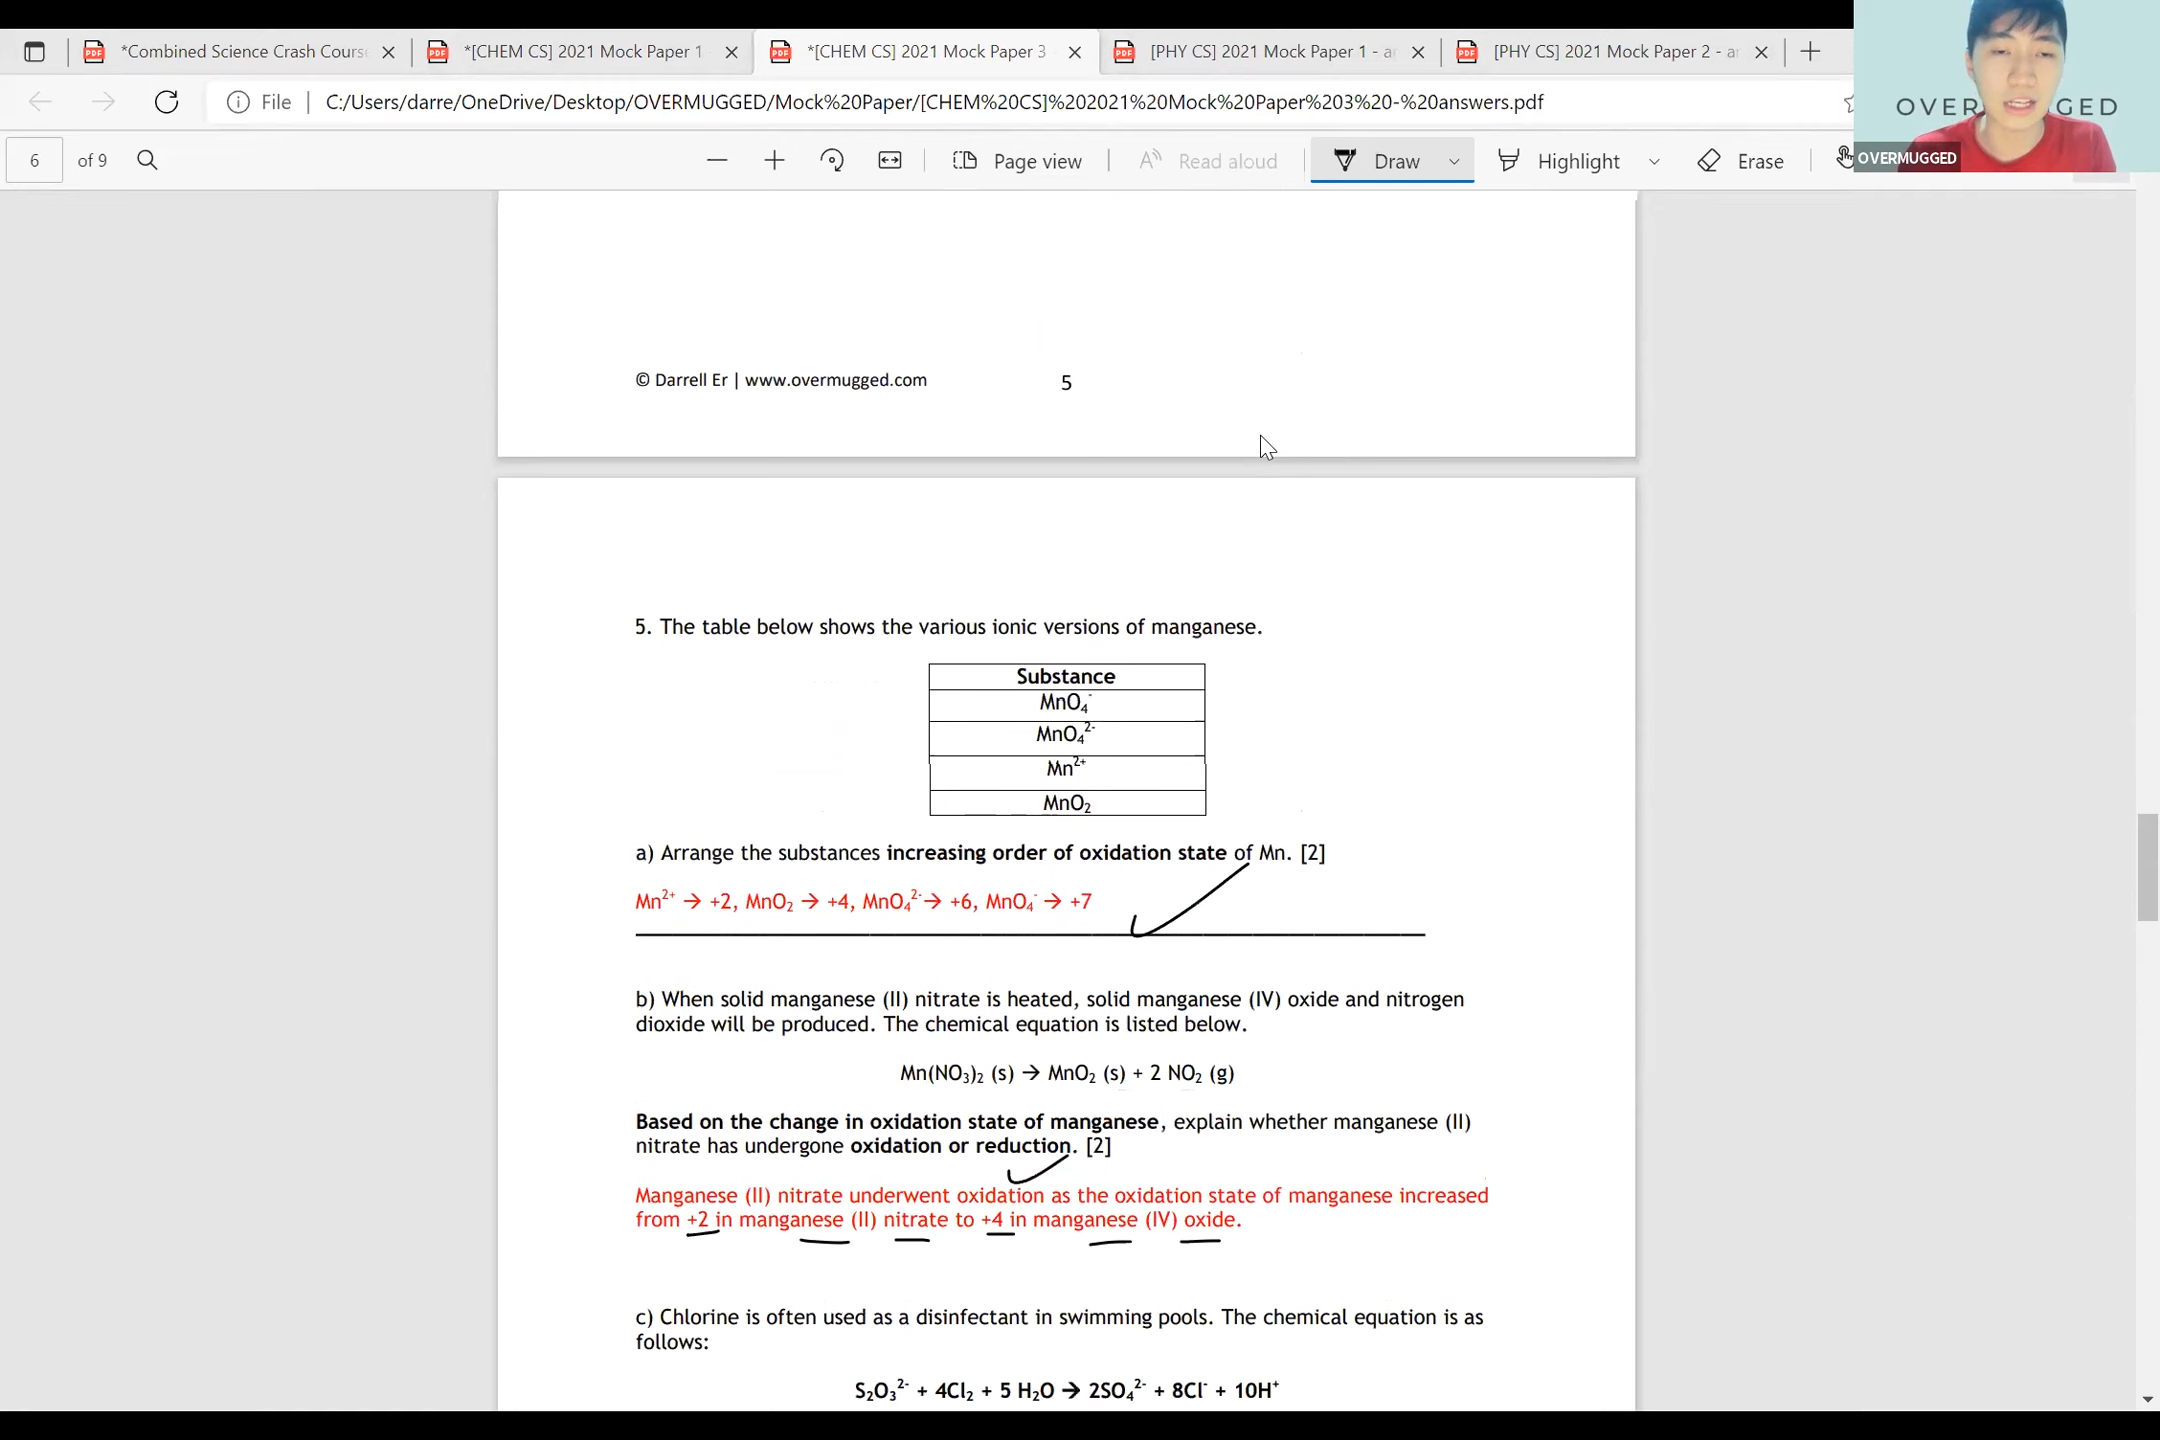 *Combined Science Crash Cours
*[CHEM CS] 2021 Mock Paper 1
*[CHEM CS] 2021 Mock Paper 3
[PHY CS] 2021 Mock Paper 1 - a
[PHY CS] 2021 Mock Paper 2 - a
File
C:/Users/darre/OneDrive/Desktop/OVERMUGGED/Mock%20Paper/[CHEM%20CS]%202021%20Mock%20Paper%203%20-%20answers.pdf
OVER GED
OVERMUGGED
6 of 9
Page view
Read aloud
Draw
Highlight
Erase
© Darrell Er | www.overmugged.com 5
5. The table below shows the various ionic versions of manganese.
Substance
MnO₄⁻
MnO₄²⁻
Mn²⁺
MnO₂
a) Arrange the substances increasing order of oxidation state of Mn. [2]
Mn²⁺ → +2, MnO₂ → +4, MnO₄²⁻→ +6, MnO₄⁻ → +7
b) When solid manganese (II) nitrate is heated, solid manganese (IV) oxide and nitrogen
dioxide will be produced. The chemical equation is listed below.
Mn(NO₃)₂ (s) → MnO₂ (s) + 2 NO₂ (g)
Based on the change in oxidation state of manganese, explain whether manganese (II)
nitrate has undergone oxidation or reduction. [2]
Manganese (II) nitrate underwent oxidation as the oxidation state of manganese increased
from +2 in manganese (II) nitrate to +4 in manganese (IV) oxide.
c) Chlorine is often used as a disinfectant in swimming pools. The chemical equation is as
follows:
S₂O₃²⁻ + 4Cl₂ + 5 H₂O → 2SO₄²⁻ + 8Cl⁻ + 10H⁺